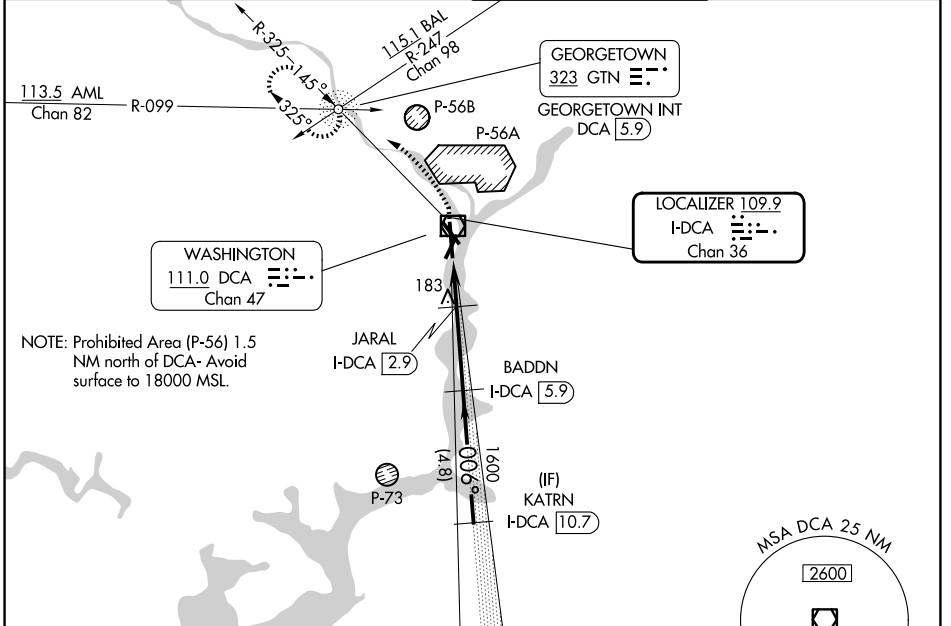 R-325
145°
325°
115.1 BAL
R-247
Chan 98
113.5 AML
Chan 82
R-099
GEORGETOWN
323 GTN
GEORGETOWN INT
DCA 5.9
P-56B
P-56A
LOCALIZER 109.9
I-DCA
Chan 36
WASHINGTON
111.0 DCA
Chan 47
183
NOTE: Prohibited Area (P-56) 1.5
NM north of DCA- Avoid
surface to 18000 MSL.
JARAL
I-DCA 2.9
BADDN
I-DCA 5.9
1600
006°
(4.8)
P-73
(IF)
KATRN
I-DCA 10.7
MSA DCA 25 NM
2600